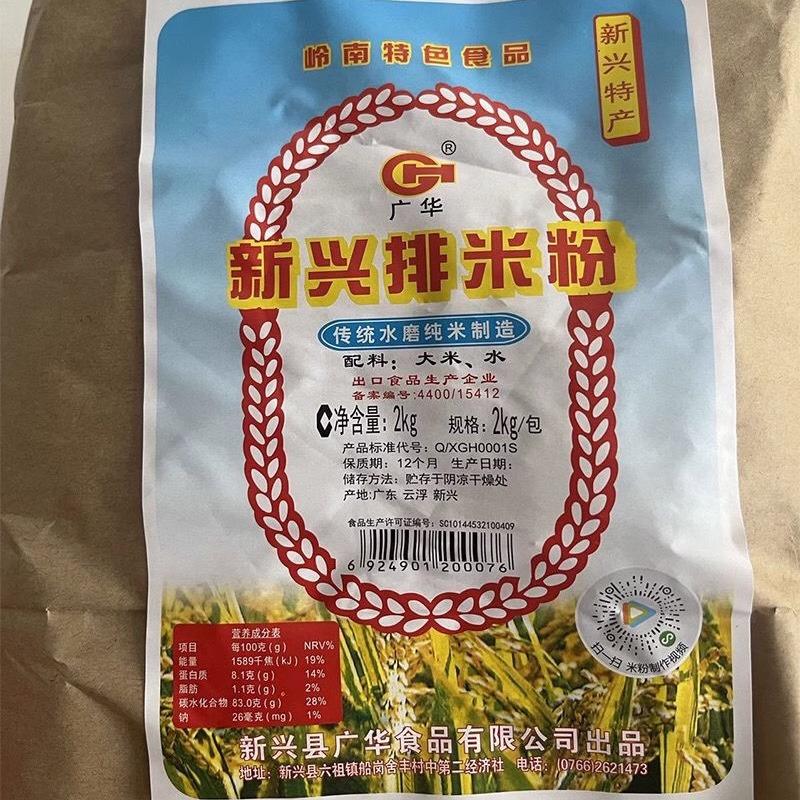 岭南特色食品
新兴特产
GH®
广华
新兴排米粉
传统水磨纯米制造
配料：大米、水
出口食品生产企业
备案编号:4400/15412
净含量：2kg 规格：2kg/包
产品标准代号：Q/XGH0001S
保质期：12个月 生产日期：
储存方法：贮存于阴凉干燥处
产地:广东 云浮 新兴
食品生产许可证编号：SC10144532100409
6 924901 200076
扫一扫 米粉制作视频
营养成分表
项目 每100克(g) NRV%
能量 1589千焦(kJ) 19%
蛋白质 8.1克(g) 14%
脂肪 1.1克(g) 2%
碳水化合物 83.0克(g) 28%
钠 26毫克(mg) 1%
新兴县广华食品有限公司出品
地址：新兴县六祖镇船岗舍丰村中第二经济社 电话：(0766)2621473